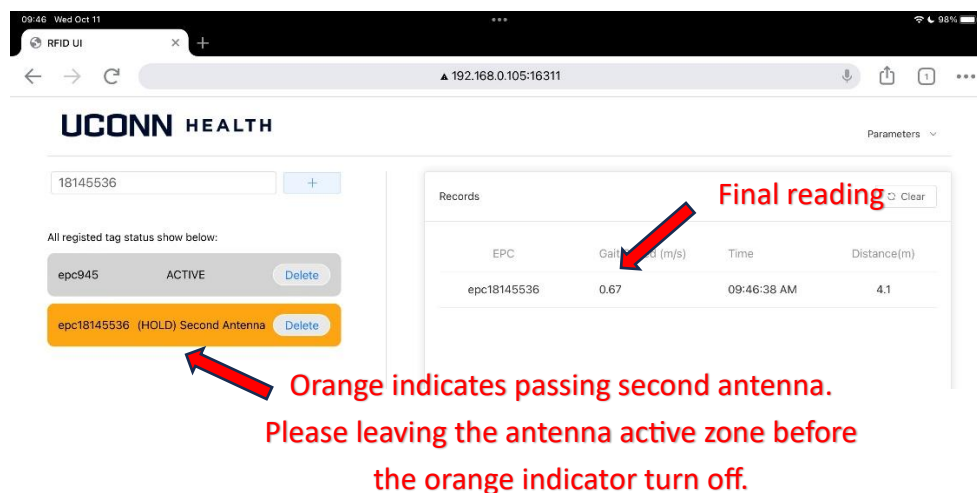 09:46 Wed Oct 11
98%
RFID UI
192.168.0.105:16311
1
UCONN HEALTH
Parameters
18145536
+
Records
Final reading
Clear
All registed tag status show below:
EPC
(m/s)
Time
Distance(m)
epc945 ACTIVE Delete
epc18145536 0.67 09:46:38 AM 4.1
epc18145536 (HOLD) Second Antenna Delete
Orange indicates passing second antenna.
Please leaving the antenna active zone before
the orange indicator turn off.